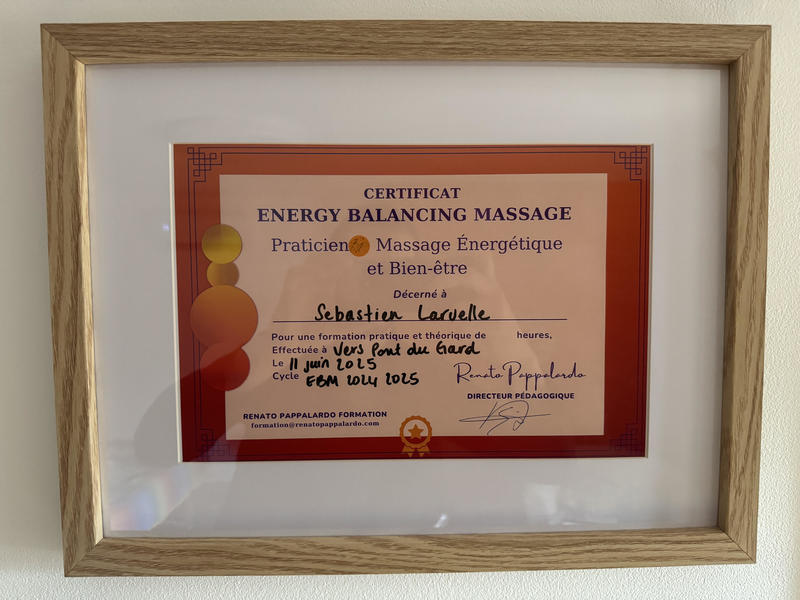 CERTIFICAT
ENERGY BALANCING MASSAGE
Praticien Massage Énergétique
et Bien-être
Décerné à
Sebastien Laruelle
Pour une formation pratique et théorique de heures,
Effectuée à Vers Pont du Gard
Le 11 juin 2025
Cycle EBM 2024 2025
Renato Pappalardo
DIRECTEUR PÉDAGOGIQUE
RENATO PAPPALARDO FORMATION
formation@renatopappalardo.com